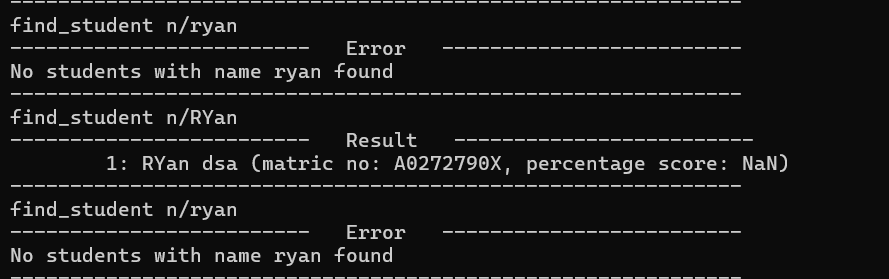 ------------------------------------------------------------
find_student n/ryan
-------------------------   Error   -------------------------
No students with name ryan found
-------------------------------------------------------------
find_student n/RYan
-------------------------   Result   -------------------------
        1: RYan dsa (matric no: A0272790X, percentage score: NaN)
-------------------------------------------------------------
find_student n/ryan
-------------------------   Error   -------------------------
No students with name ryan found
-------------------------------------------------------------